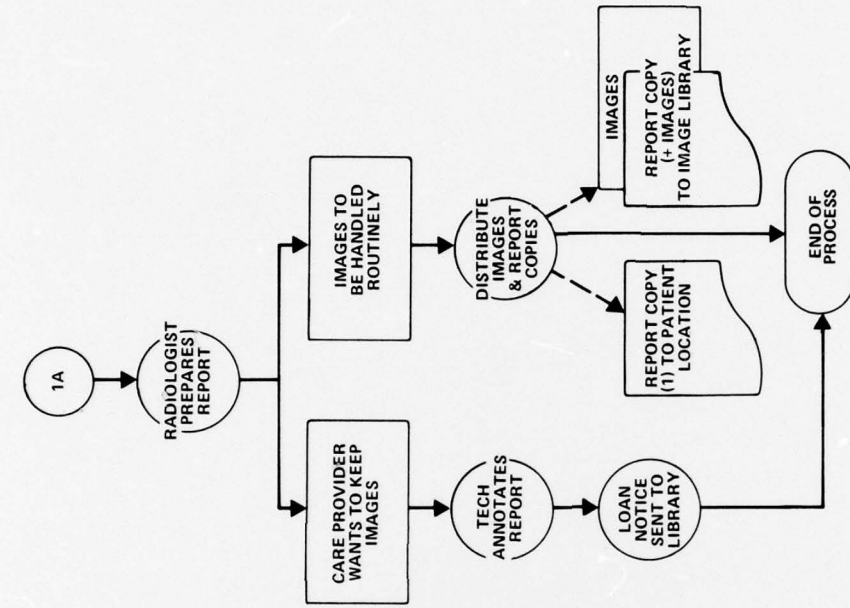 1A
RADIOLOGIST
PREPARES
REPORT
CARE PROVIDER
WANTS TO KEEP
IMAGES
IMAGES TO
BE HANDLED
ROUTINELY
TECH
ANNOTATES
REPORT
DISTRIBUTE
IMAGES
& REPORT
COPIES
LOAN
NOTICE
SENT TO
LIBRARY
REPORT COPY
(1) TO PATIENT
LOCATION
IMAGES
REPORT COPY
(+ IMAGES)
TO IMAGE LIBRARY
END OF
PROCESS